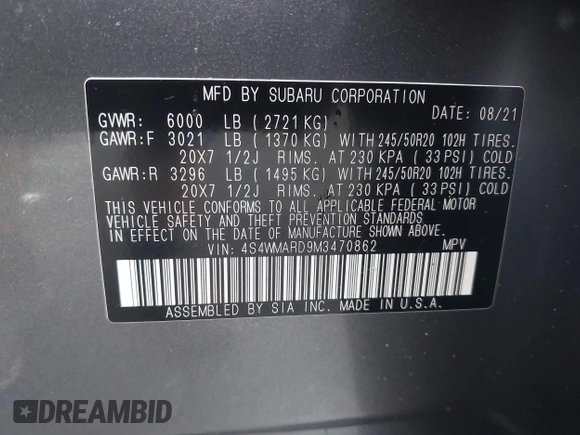 MFD BY SUBARU CORPORATION
GVWR: 6000 LB ( 2721 KG) DATE: 08/21
GAWR:F 3021 LB ( 1370 KG) WITH 245/50R20 102H TIRES.
20X7 1/2J RIMS. AT 230 KPA ( 33 PSI) COLD
GAWR:R 3296 LB ( 1495 KG) WITH 245/50R20 102H TIRES.
20X7 1/2J RIMS. AT 230 KPA ( 33 PSI) COLD
THIS VEHICLE CONFORMS TO ALL APPLICABLE FEDERAL MOTOR
VEHICLE SAFETY AND THEFT PREVENTION STANDARDS
IN EFFECT ON THE DATE OF MANUFACTURE SHOWN ABOVE.
VIN: 4S4WMARD9M3470862 MPV
ASSEMBLED BY SIA INC. MADE IN U.S.A.
DREAMBID